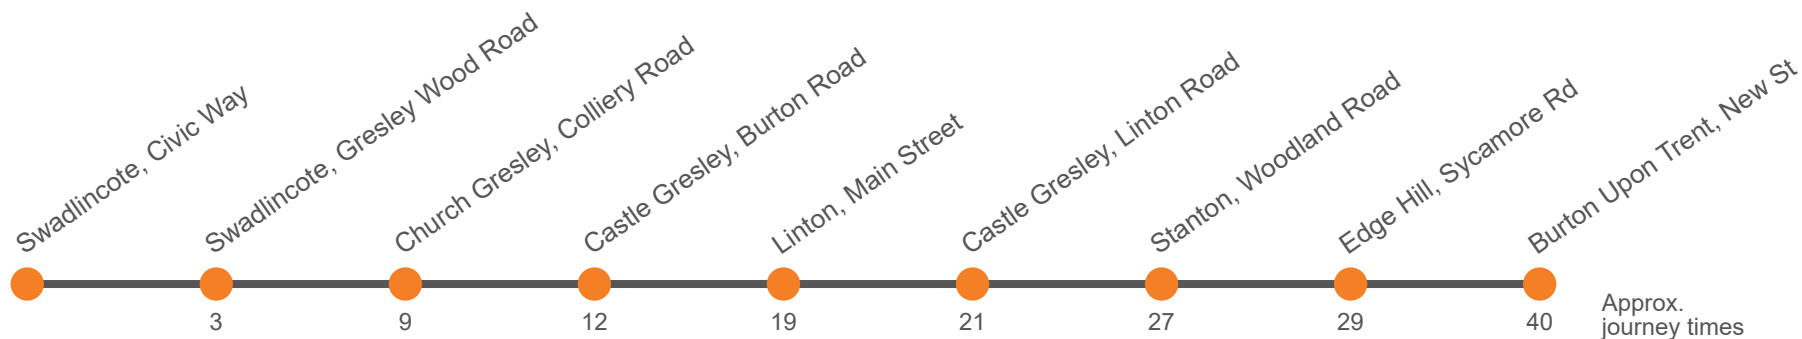 Swadlincote, Civic Way
Swadlincote, Gresley Wood Road
Church Gresley, Colliery Road
Castle Gresley, Burton Road
Linton, Main Street
Castle Gresley, Linton Road
Stanton, Woodland Road
Edge Hill, Sycamore Rd
Burton Upon Trent, New St
3
9
12
19
21
27
29
40
Approx.
journey times